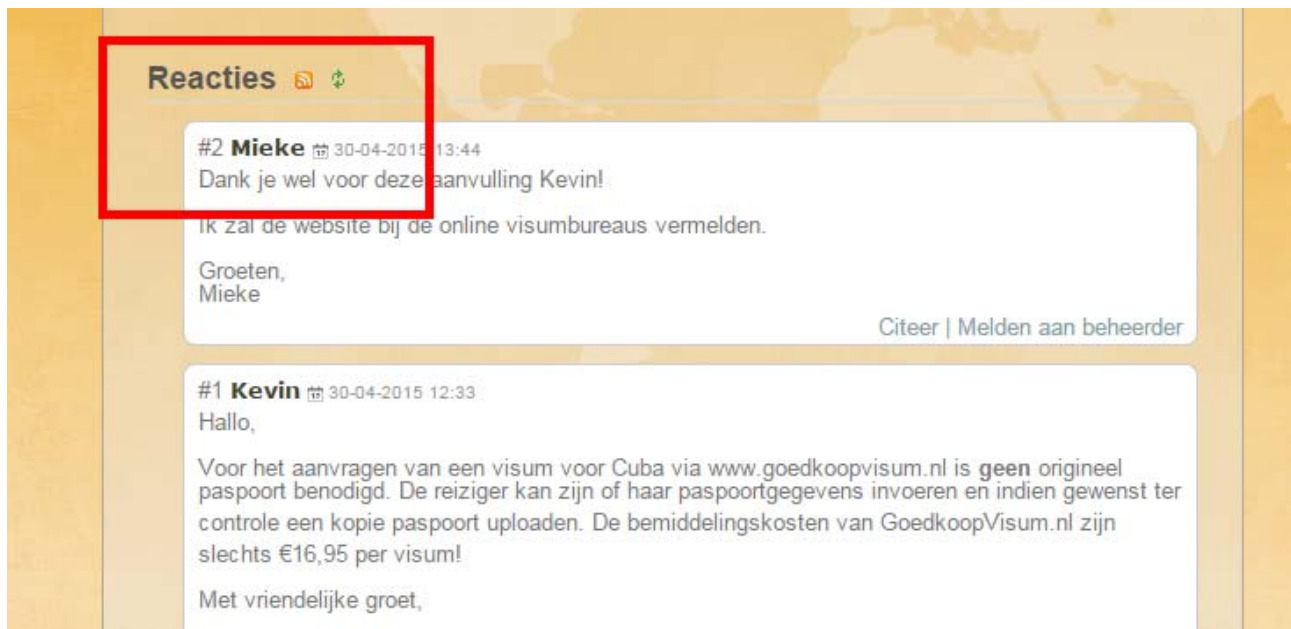 Reacties
#2 Mieke 30-04-2015 13:44
Dank je wel voor deze aanvulling Kevin!
Ik zal de website bij de online visumbureaus vermelden.
Groeten,
Mieke
Citeer | Melden aan beheerder
#1 Kevin 30-04-2015 12:33
Hallo,
Voor het aanvragen van een visum voor Cuba via www.goedkoopvisum.nl is geen origineel
paspoort benodigd. De reiziger kan zijn of haar paspoortgegevens invoeren en indien gewenst ter
controle een kopie paspoort uploaden. De bemiddelingskosten van GoedkoopVisum.nl zijn
slechts €16,95 per visum!
Met vriendelijke groet,